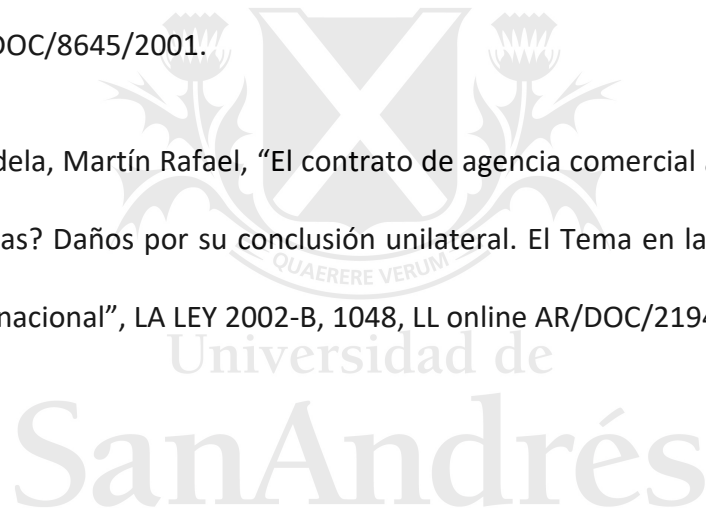 DOC/8645/2001.
dela, Martín Rafael, “El contrato de agencia comercial
as? Daños por su conclusión unilateral. El Tema en la
QUAERERE VERUM
nacional”, LA LEY 2002-B, 1048, LL online AR/DOC/2194
Universidad de
SanAndrés